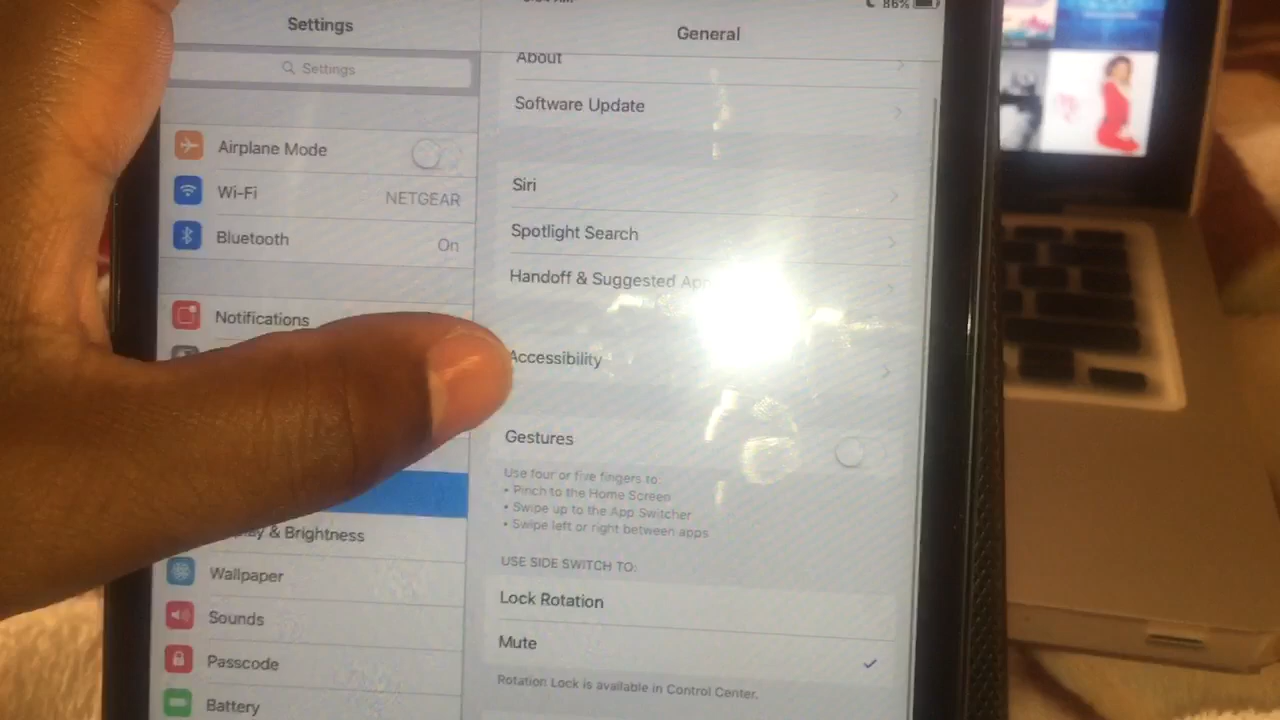 Settings
General
86%
Settings
About
Software Update
Airplane Mode
Wi-Fi
NETGEAR
Bluetooth
On
Siri
Spotlight Search
Handoff & Suggested
Notifications
Accessibility
Gestures
Use four or five fingers to:
• Pinch to the Home Screen
• Swipe up to the App Switcher
• Swipe left or right between apps
& Brightness
USE SIDE SWITCH TO:
Wallpaper
Lock Rotation
Sounds
Mute
Passcode
Rotation Lock is available in Control Center.
Battery